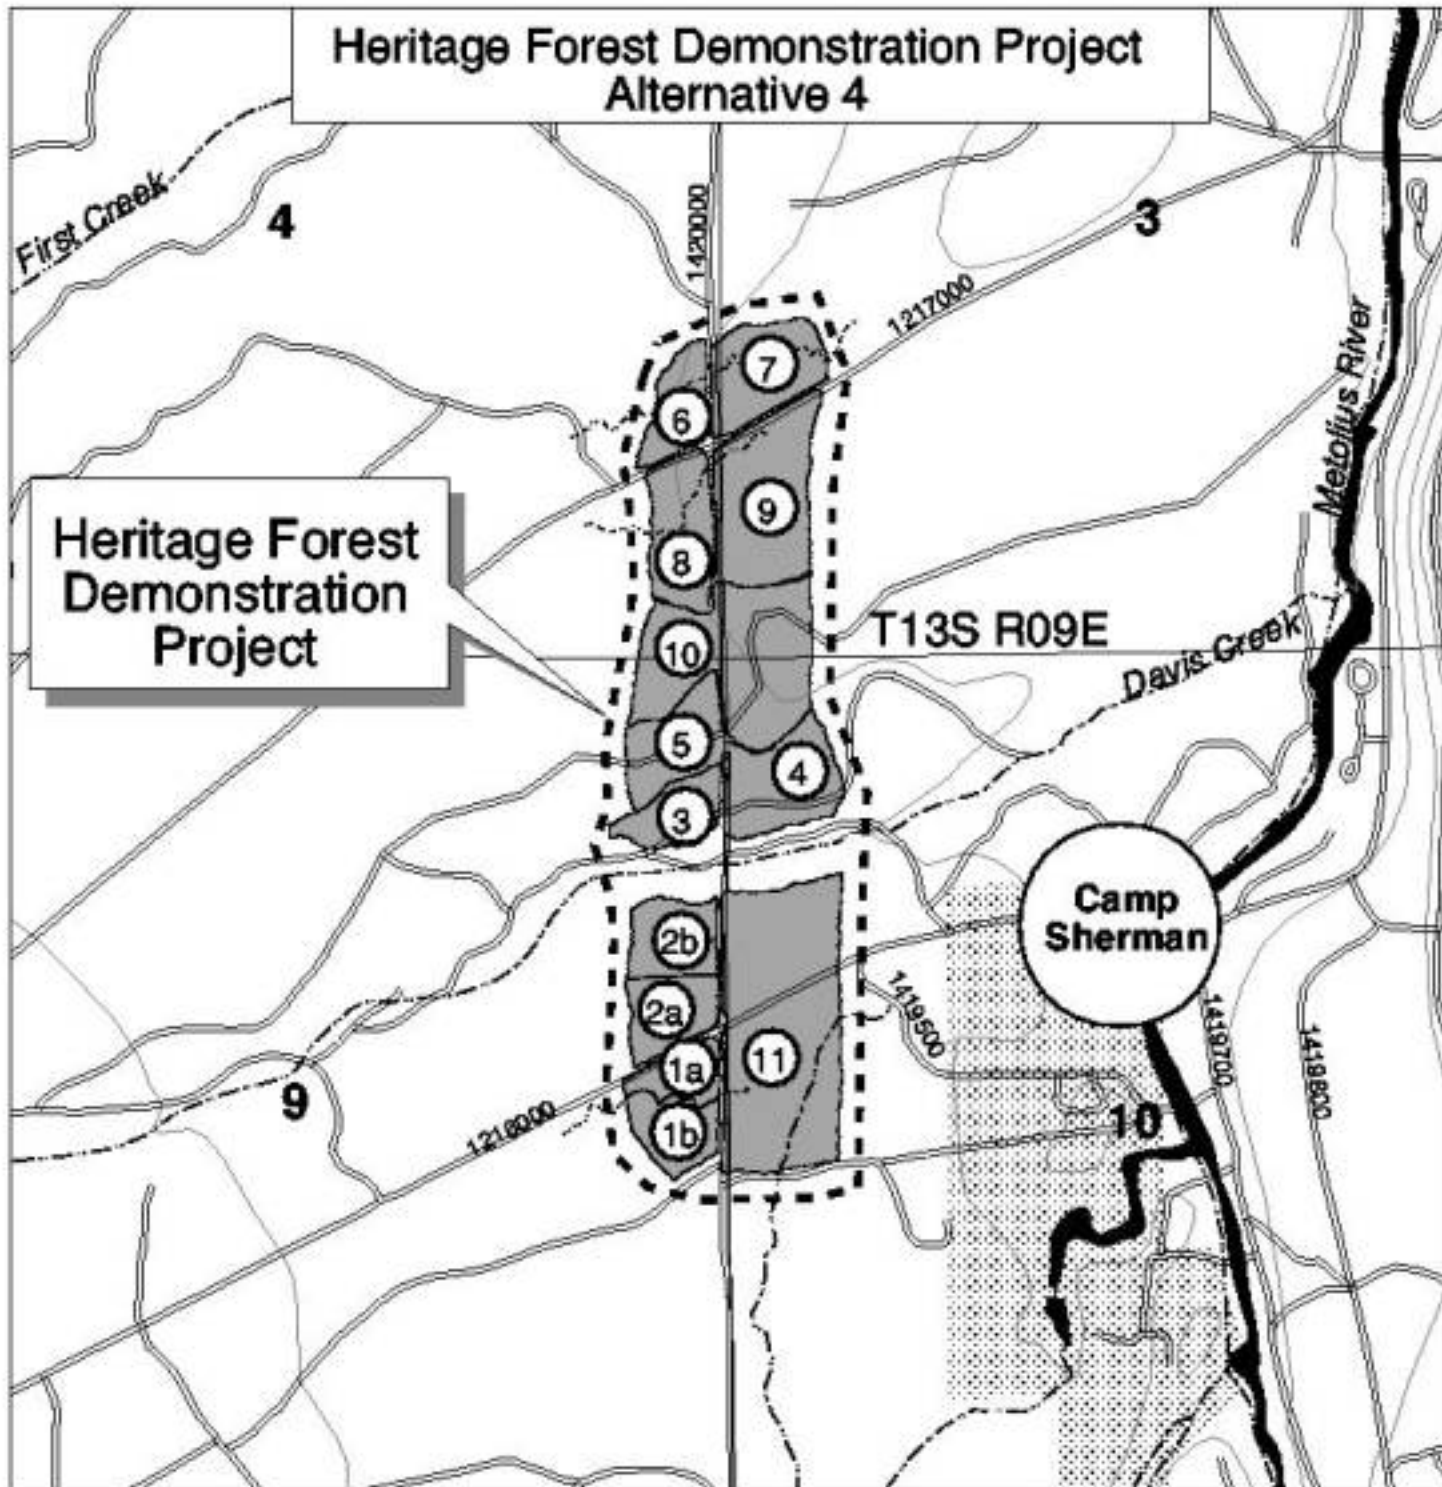 Heritage Forest Demonstration Project
Alternative 4
First Creek
4
1420000
3
1217000
Metolius River
7
6
9
8
Heritage Forest
Demonstration
Project
T13S R09E
Davis Creek
10
5
4
3
Camp
Sherman
2b
2a
1a
11
1b
1419500
1419700
1419800
9
1216000
10